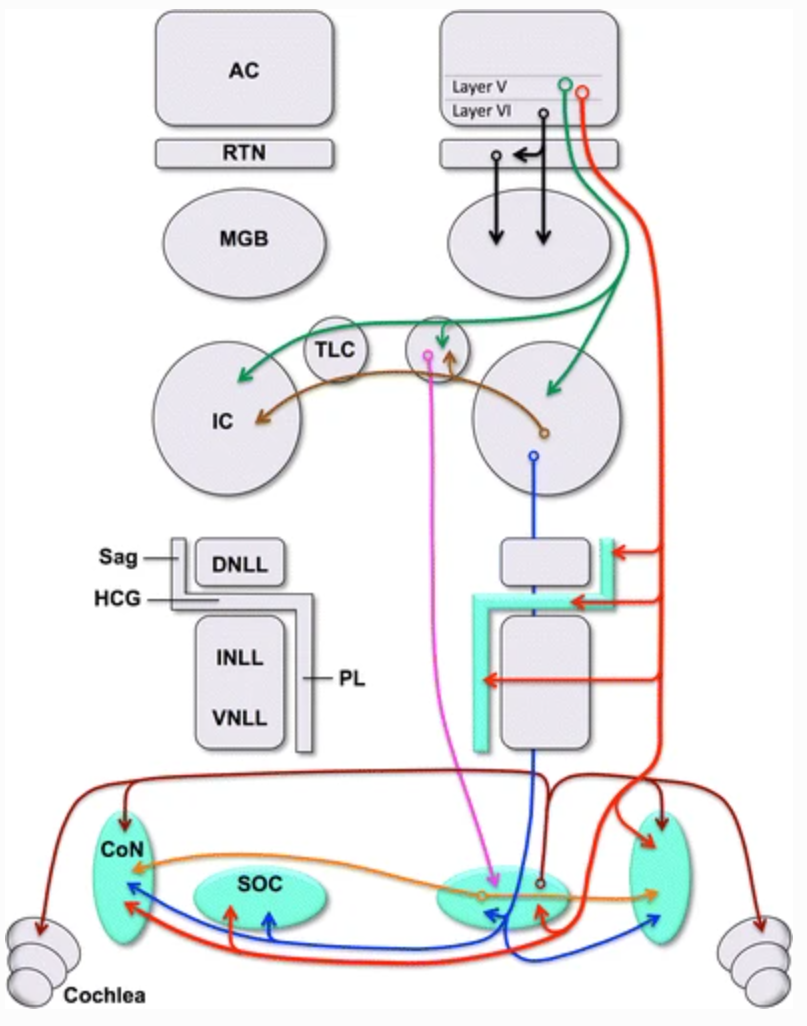 AC
Layer V
Layer VI
RTN
MGB
TLC
IC
Sag
DNLL
HCG
INLL
PL
VNLL
CoN
SOC
Cochlea